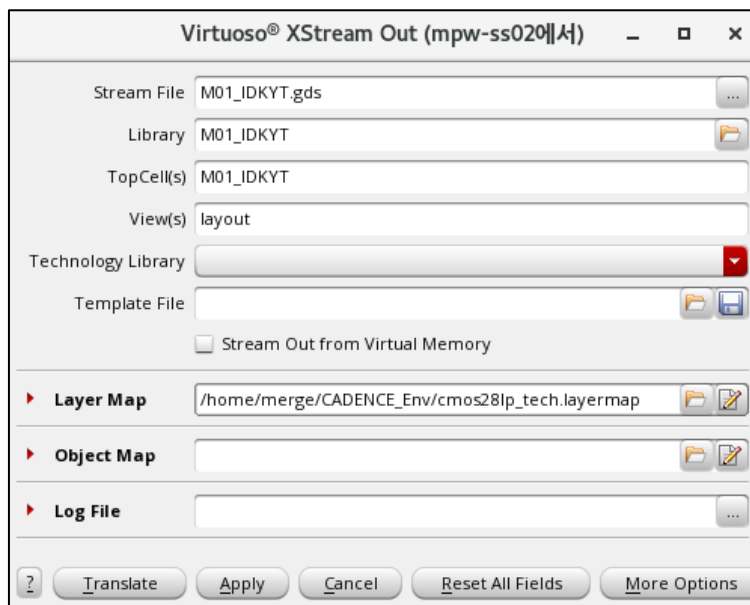 Virtuoso® XStream Out (mpw-ss02에서)
Stream File M01_IDKYT.gds ...
Library M01_IDKYT
TopCell(s) M01_IDKYT
View(s) layout
Technology Library
Template File
Stream Out from Virtual Memory
Layer Map /home/merge/CADENCE_Env/cmos28lp_tech.layermap
Object Map
Log File ...
? Translate Apply Cancel Reset All Fields More Options